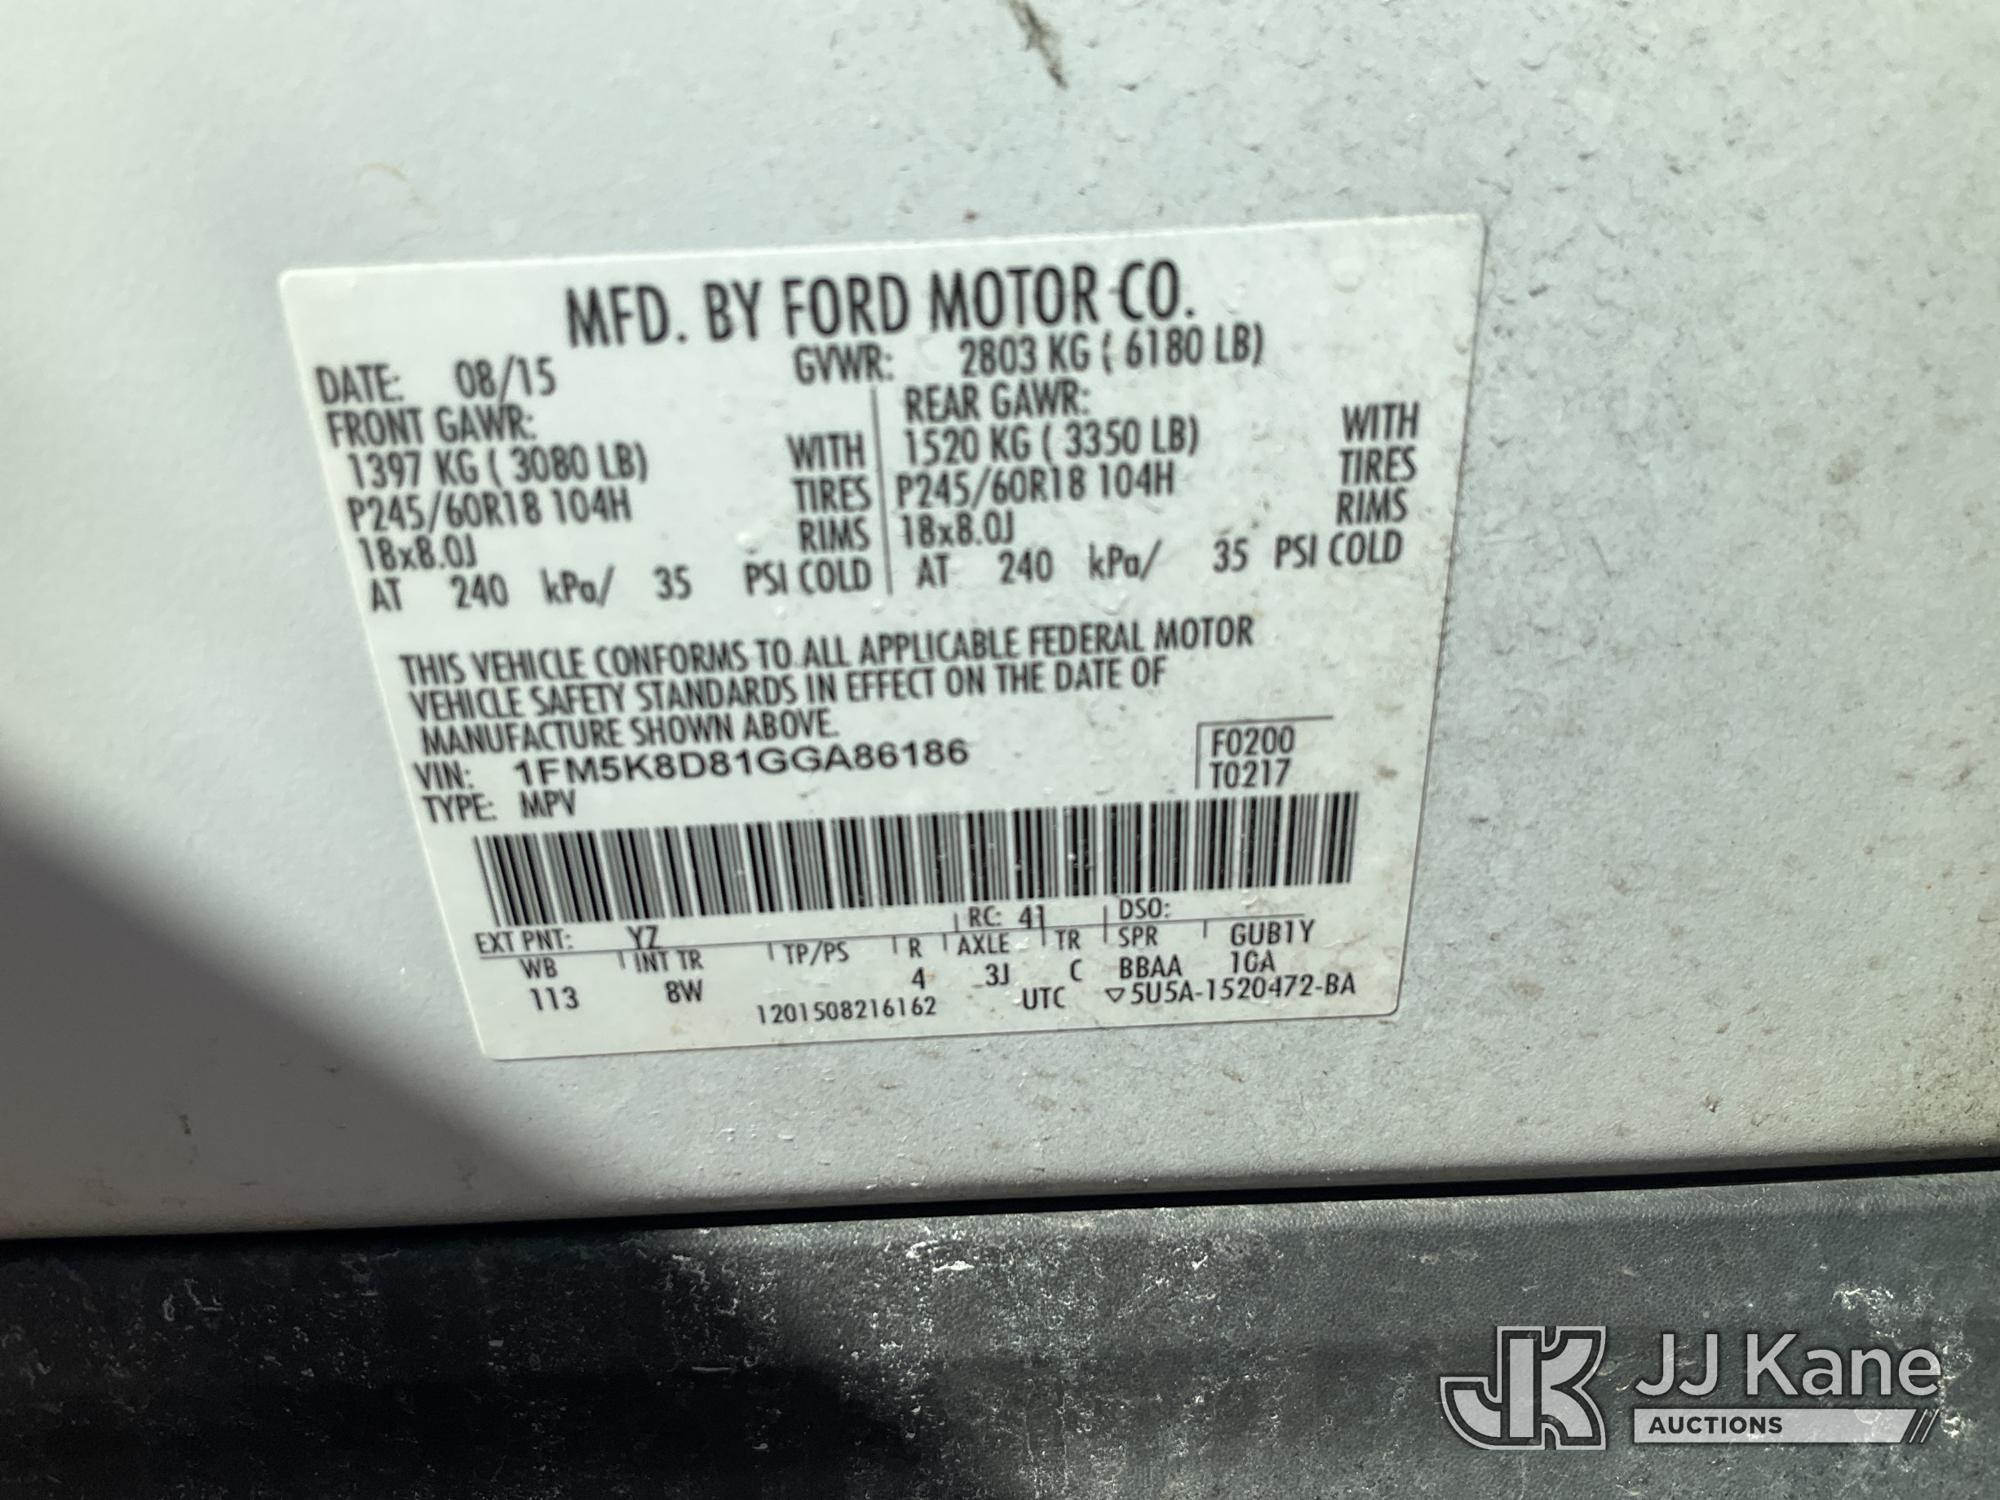 MFD. BY FORD MOTOR CO.
DATE: 08/15 GVWR: 2803 KG ( 6180 LB)
FRONT GAWR: REAR GAWR:
1397 KG ( 3080 LB) WITH 1520 KG ( 3350 LB) WITH
P245/60R18 104H TIRES P245/60R18 104H TIRES
18x8.0J RIMS 18x8.0J RIMS
AT 240 kPa/ 35 PSI COLD AT 240 kPa/ 35 PSI COLD
THIS VEHICLE CONFORMS TO ALL APPLICABLE FEDERAL MOTOR
VEHICLE SAFETY STANDARDS IN EFFECT ON THE DATE OF
MANUFACTURE SHOWN ABOVE.
VIN: 1FM5K8D81GGA86186 F0200
TYPE: MPV T0217
EXT PNT: YZ RC: 41 DSO:
WB INT TR TP/PS R AXLE TR SPR GUB1Y
113 8W 4 3J C BBAA 1GA
1201508216162 UTC ▽5U5A-1520472-BA
JK JJ Kane
AUCTIONS